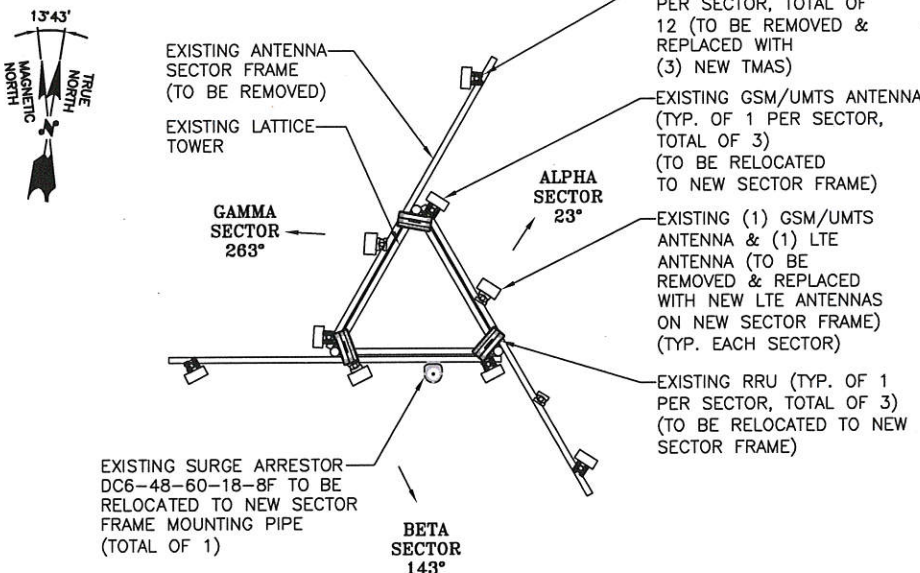 13°43'
TRUE
NORTH
MAGNETIC
NORTH
N
EXISTING ANTENNA
SECTOR FRAME
(TO BE REMOVED)
EXISTING LATTICE
TOWER
GAMMA
SECTOR
263°
ALPHA
SECTOR
23°
PER SECTOR, TOTAL OF
12 (TO BE REMOVED &
REPLACED WITH
(3) NEW TMAS)
EXISTING GSM/UMTS ANTENNA
(TYP. OF 1 PER SECTOR,
TOTAL OF 3)
(TO BE RELOCATED
TO NEW SECTOR FRAME)
EXISTING (1) GSM/UMTS
ANTENNA & (1) LTE
ANTENNA (TO BE
REMOVED & REPLACED
WITH NEW LTE ANTENNAS
ON NEW SECTOR FRAME)
(TYP. EACH SECTOR)
EXISTING RRU (TYP. OF 1
PER SECTOR, TOTAL OF 3)
(TO BE RELOCATED TO NEW
SECTOR FRAME)
EXISTING SURGE ARRESTOR
DC6-48-60-18-8F TO BE
RELOCATED TO NEW SECTOR
FRAME MOUNTING PIPE
(TOTAL OF 1)
BETA
SECTOR
143°